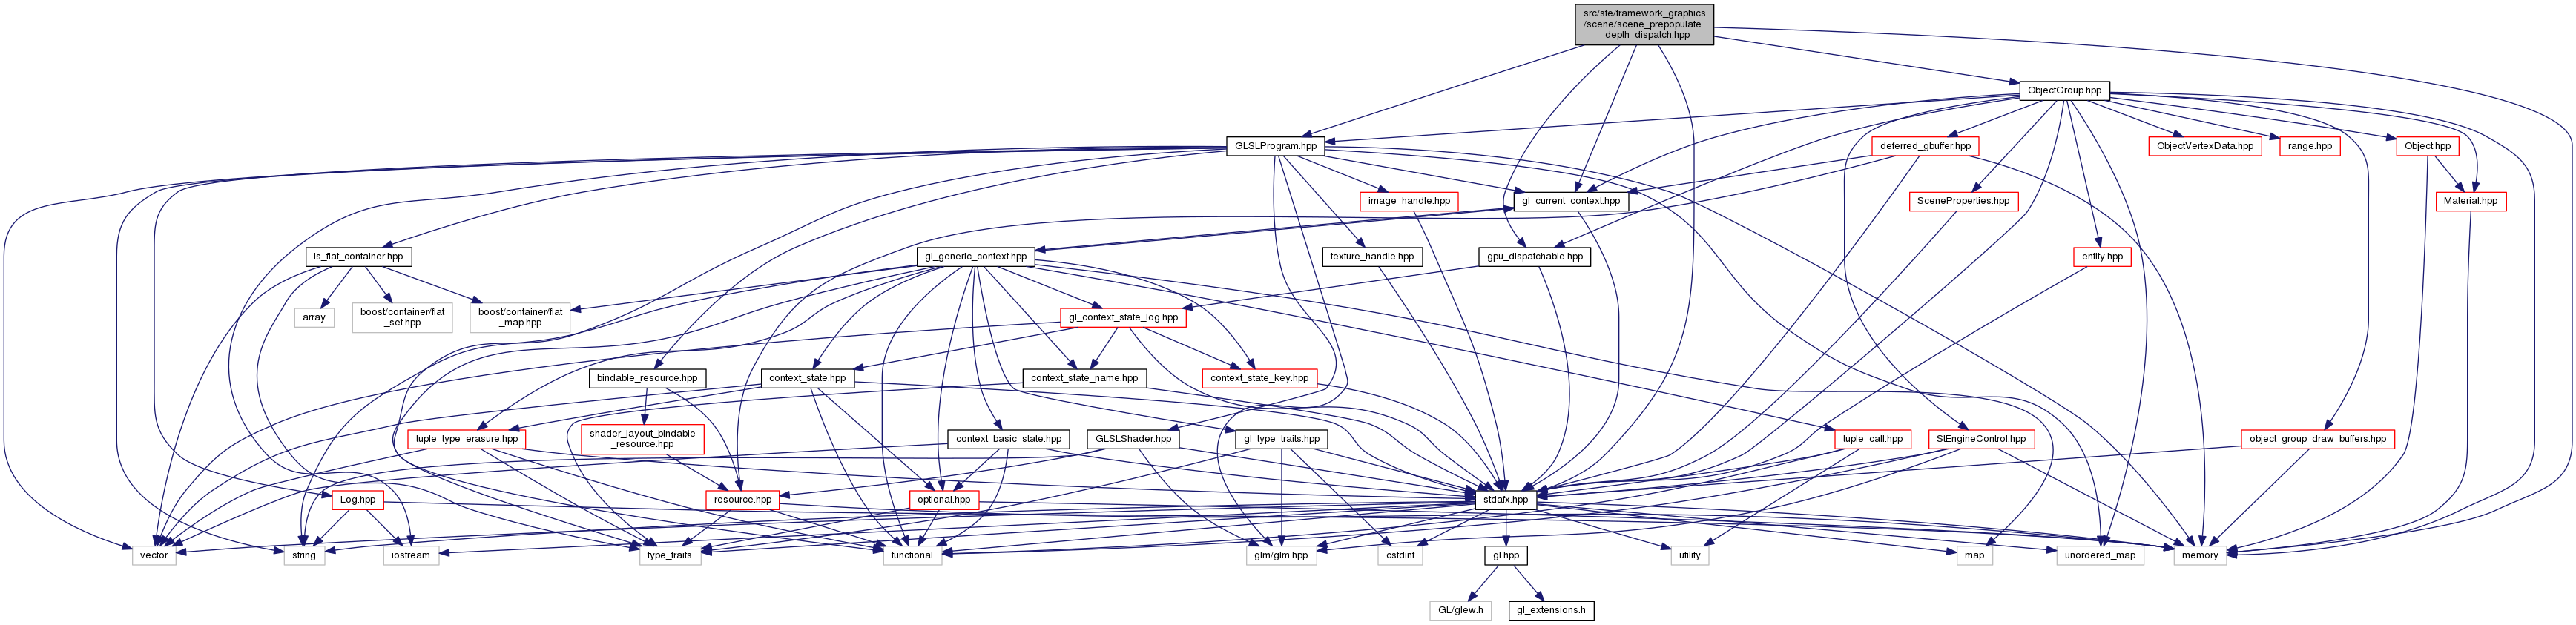 src/ste/framework_graphics
/scene/scene_prepopulate
_depth_dispatch.hpp
ObjectGroup.hpp
GLSLProgram.hpp
deferred_gbuffer.hpp
ObjectVertexData.hpp
range.hpp
Object.hpp
image_handle.hpp
gl_current_context.hpp
SceneProperties.hpp
Material.hpp
is_flat_container.hpp
gl_generic_context.hpp
texture_handle.hpp
gpu_dispatchable.hpp
entity.hpp
array
boost/container/flat
_set.hpp
boost/container/flat
_map.hpp
gl_context_state_log.hpp
bindable_resource.hpp
context_state.hpp
context_state_name.hpp
context_state_key.hpp
tuple_type_erasure.hpp
shader_layout_bindable
_resource.hpp
context_basic_state.hpp
GLSLShader.hpp
gl_type_traits.hpp
tuple_call.hpp
StEngineControl.hpp
object_group_draw_buffers.hpp
Log.hpp
resource.hpp
optional.hpp
stdafx.hpp
vector
string
iostream
type_traits
functional
glm/glm.hpp
cstdint
gl.hpp
utility
map
unordered_map
memory
GL/glew.h
gl_extensions.h